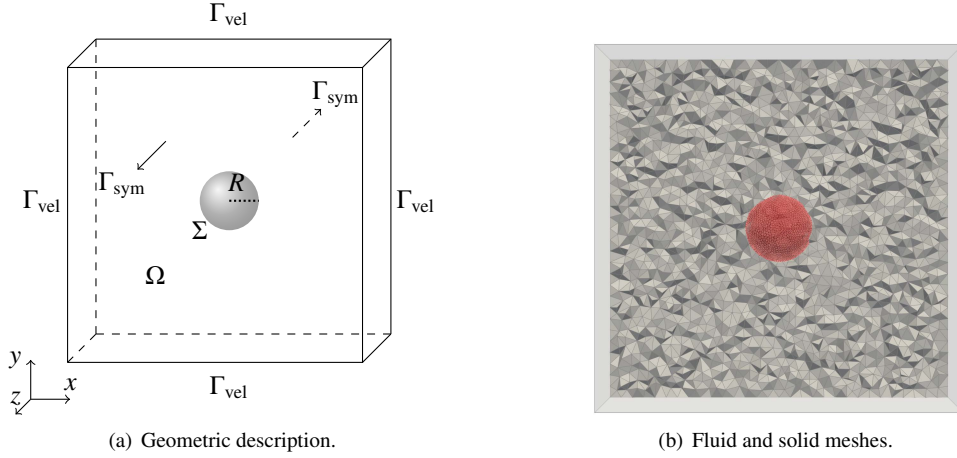 Γvel
Γsym
Γsym
R
Γvel
Γvel
Σ
Ω
y
z
x
Γvel
(a) Geometric description.
(b) Fluid and solid meshes.